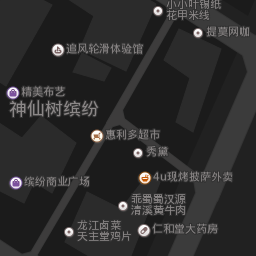 小小叶锡纸
花甲米线
提莫网咖
追风轮滑体验馆
精美布艺
神仙树缤纷
惠利多超市
秀黛
4u现烤披萨外卖
缤纷商业广场
乖蜀蜀汉源
清溪黄牛肉
龙江卤菜
天主堂鸡片
仁和堂大药房